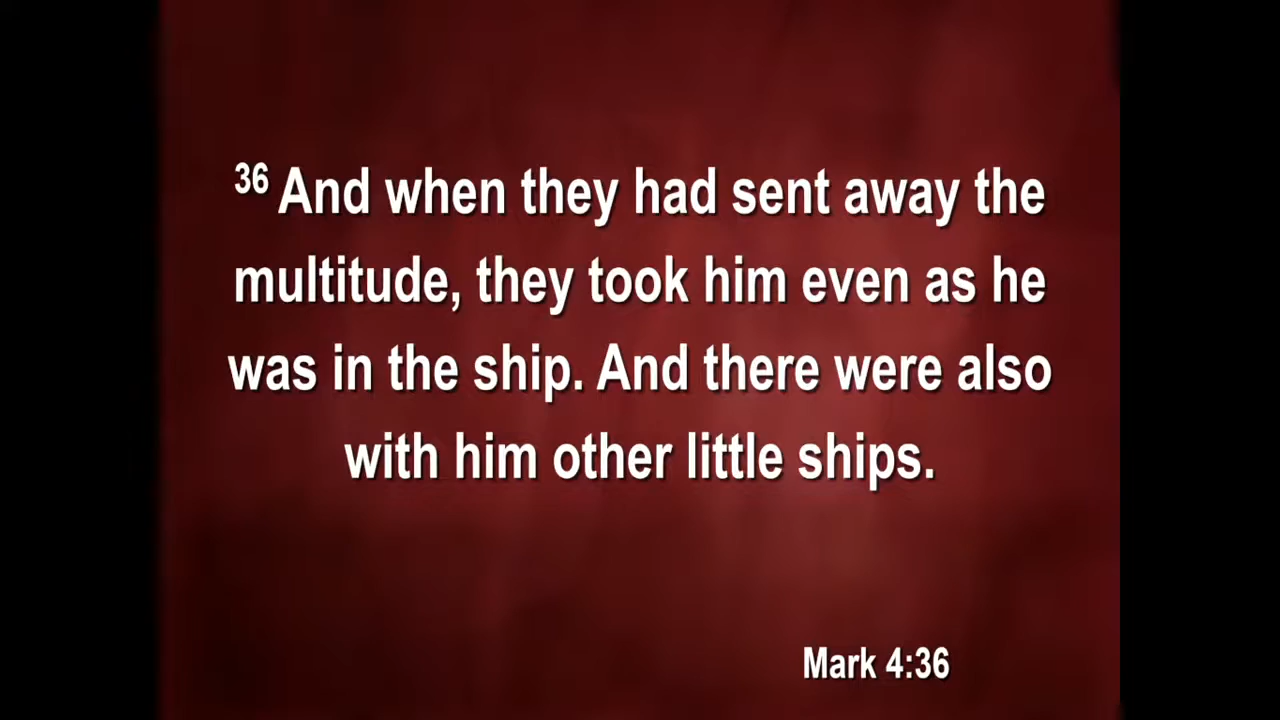 36 And when they had sent away the
multitude, they took him even as he
was in the ship. And there were also
with him other little ships.
Mark 4:36